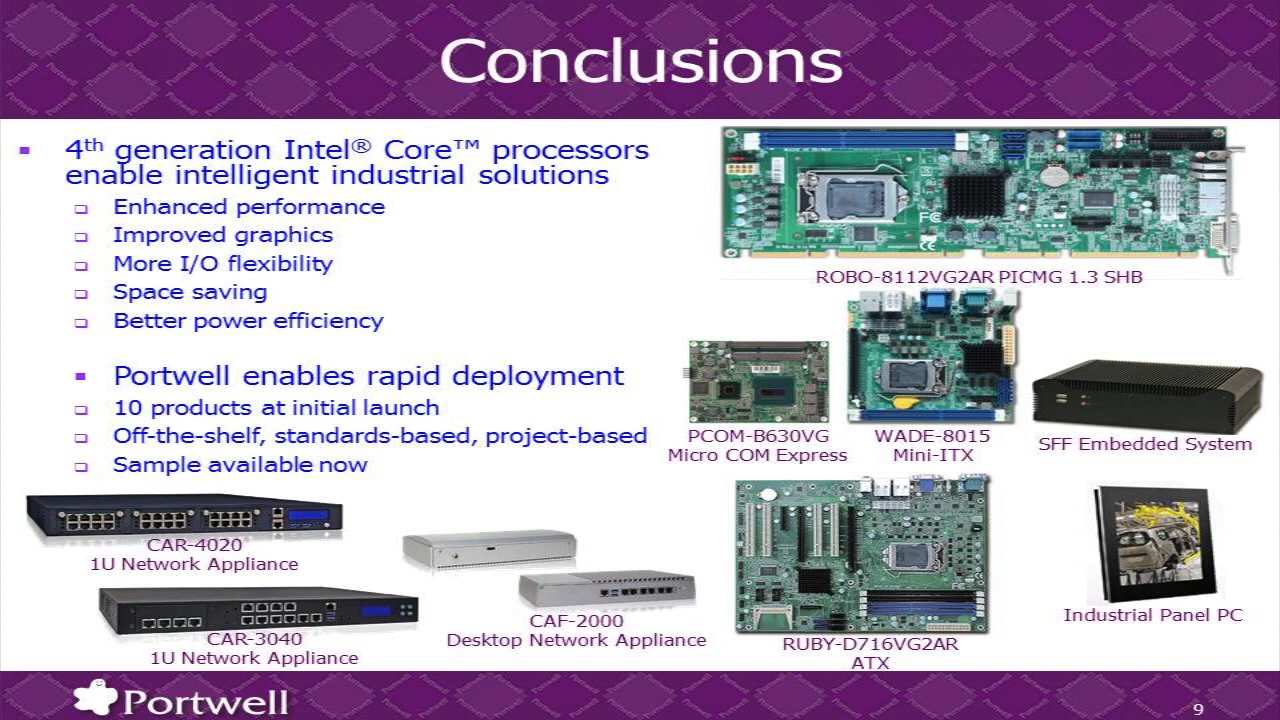 Conclusions
4th generation Intel® Core™ processors
enable intelligent industrial solutions
Enhanced performance
Improved graphics
More I/O flexibility
Space saving
Better power efficiency
Portwell enables rapid deployment
10 products at initial launch
Off-the-shelf, standards-based, project-based
Sample available now
ROBO-8112VG2AR PICMG 1.3 SHB
PCOM-B630VG
Micro COM Express
WADE-8015
Mini-ITX
SFF Embedded System
CAR-4020
1U Network Appliance
CAR-3040
1U Network Appliance
CAF-2000
Desktop Network Appliance
RUBY-D716VG2AR
ATX
Industrial Panel PC
Portwell
9